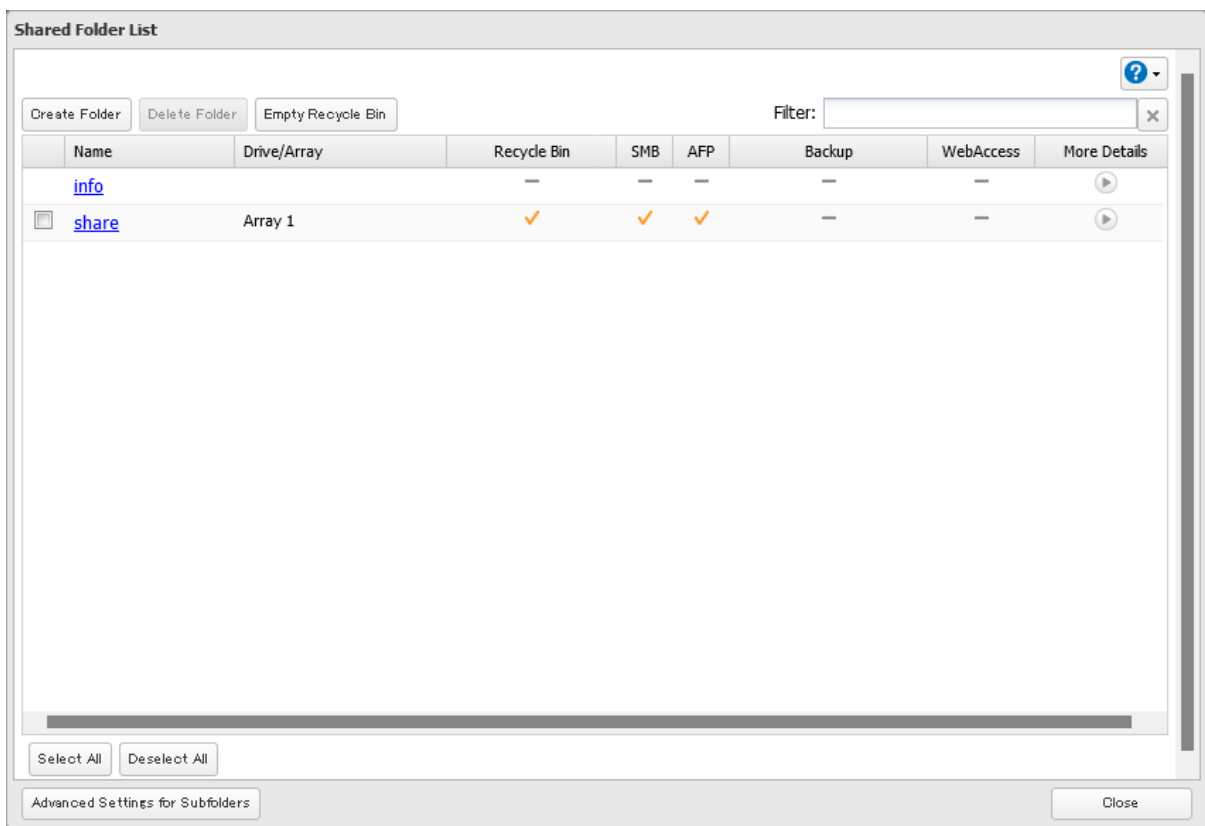 Shared Folder List
Create Folder Delete Folder Empty Recycle Bin Filter:
Name Drive/Array Recycle Bin SMB AFP Backup WebAccess More Details
info
share Array 1
Select All Deselect All
Advanced Settings for Subfolders Close